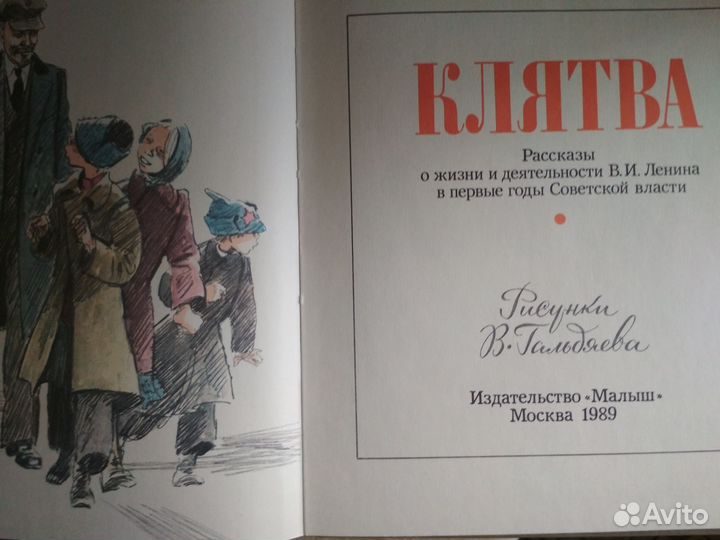 КЛЯТВА
Рассказы
о жизни и деятельности В. И. Ленина
в первые годы Советской власти
Рисунки
В. Гальдяева
Издательство «Малыш»
Москва 1989
Avito